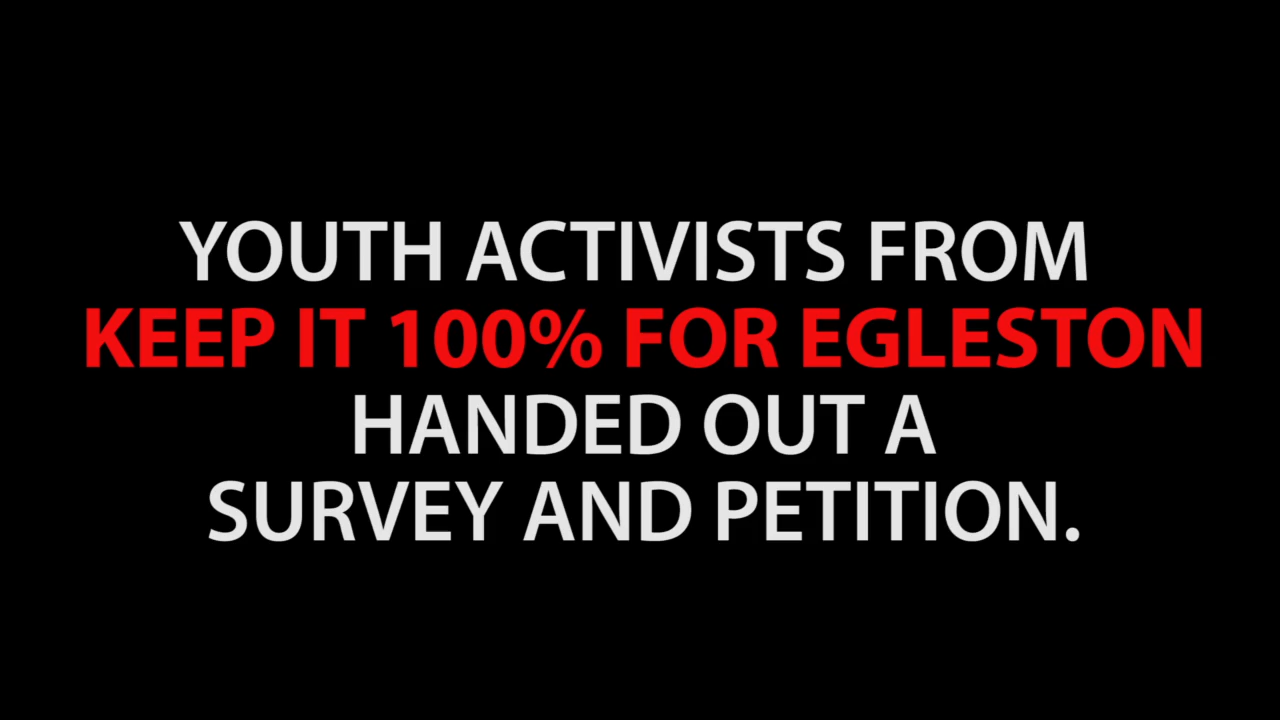 YOUTH ACTIVISTS FROM
KEEP IT 100% FOR EGLESTON
HANDED OUT A
SURVEY AND PETITION.